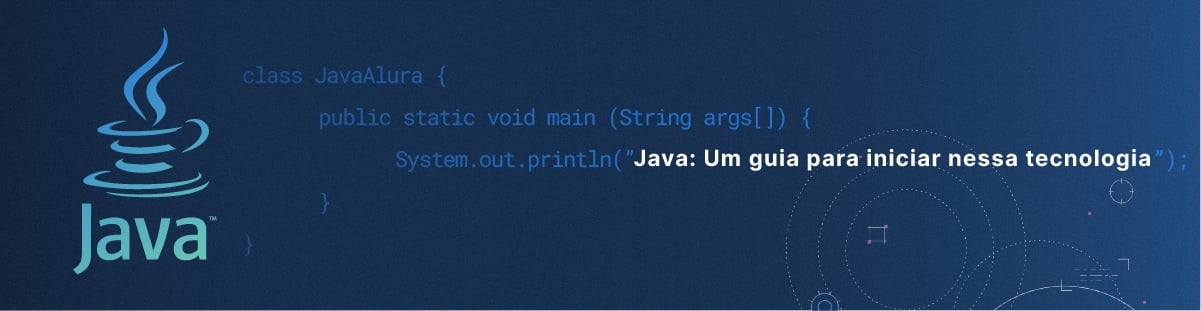 class JavaAlura {
public static void main (String args[]) {
System.out.println("Java: Um guia para iniciar nessa tecnologia");
}
}
Java™